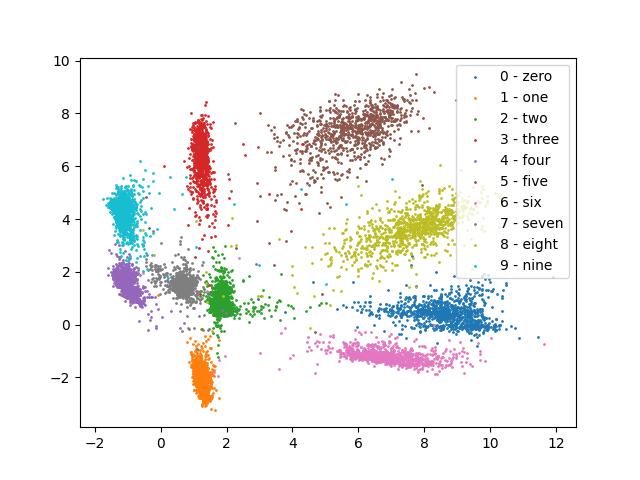 10
8
6
4
2
0
−2
−2
0
2
4
6
8
10
12
0 - zero
1 - one
2 - two
3 - three
4 - four
5 - five
6 - six
7 - seven
8 - eight
9 - nine